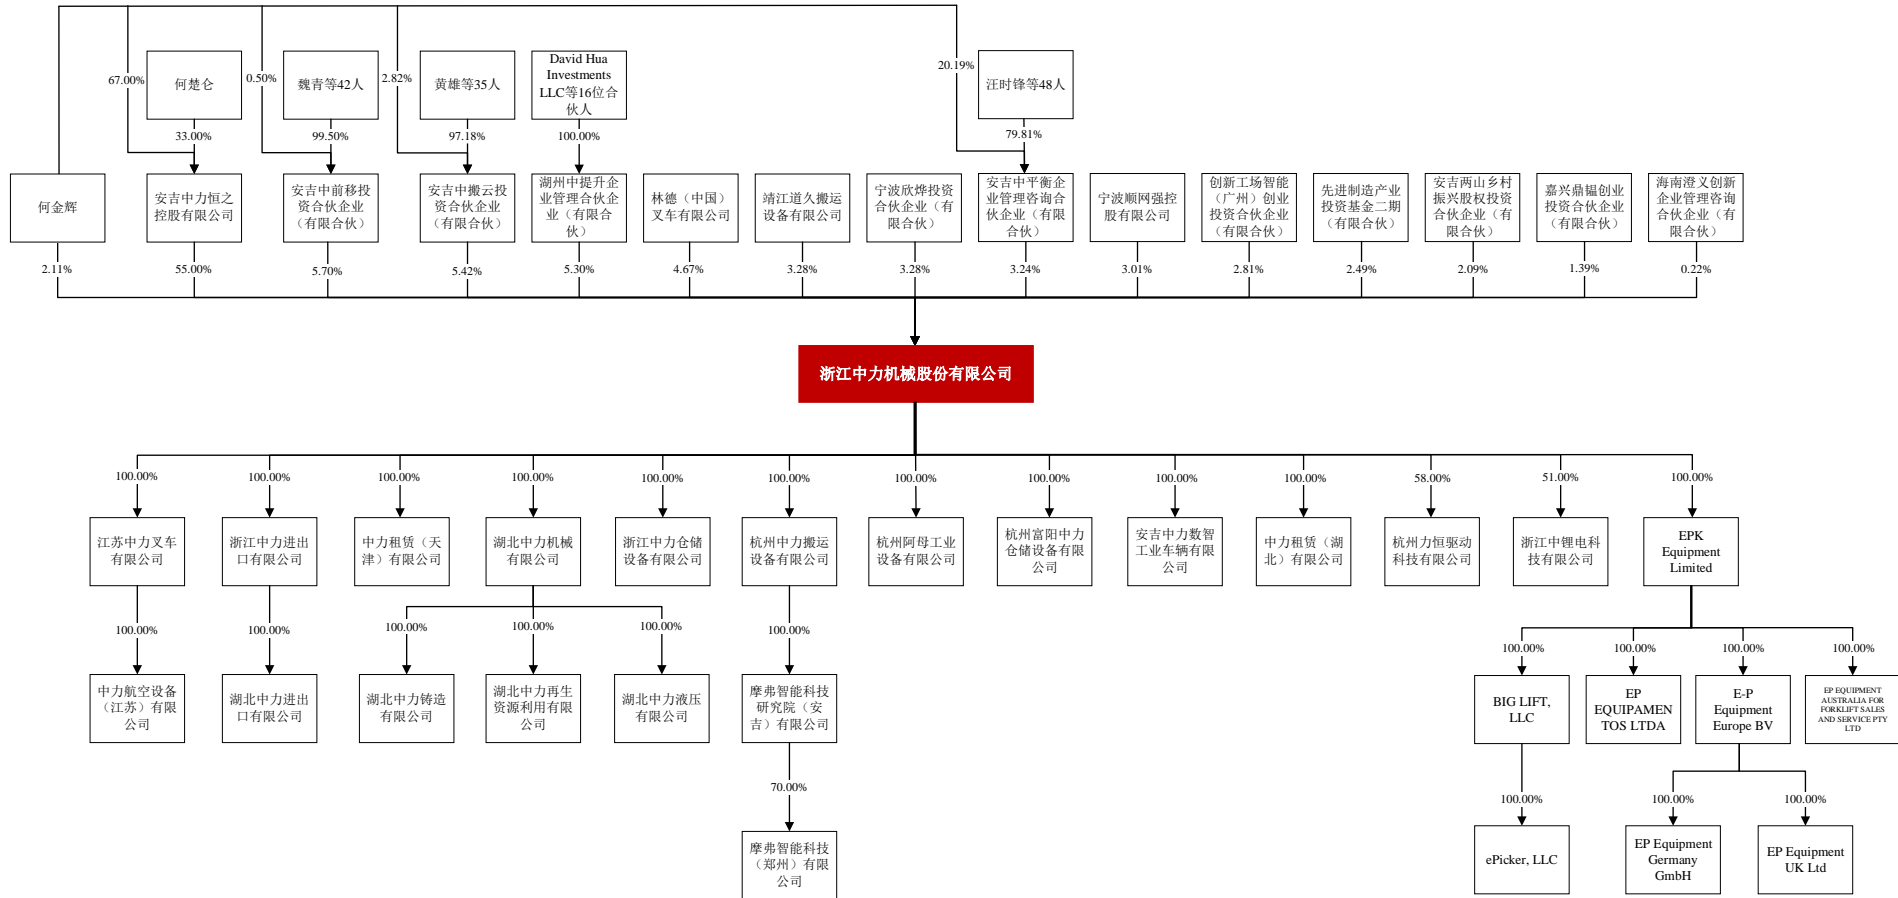 67.00%
何楚仑
0.50%
魏青等42人
2.82%
黄雄等35人
David Hua
Investments
LLC等16位合
伙人
20.19%
汪时锋等48人
33.00%
99.50%
97.18%
100.00%
79.81%
何金辉
安吉中力恒之
控股有限公司
安吉中前移投
资合伙企业
（有限合伙）
安吉中搬云投
资合伙企业
（有限合伙）
湖州中提升企
业管理合伙企
业（有限合
伙）
林德（中国）
叉车有限公司
靖江道久搬运
设备有限公司
宁波欣烨投资
合伙企业（有
限合伙）
安吉中平衡企
业管理咨询合
伙企业（有限
合伙）
宁波顺网强控
股有限公司
创新工场智能
（广州）创业
投资合伙企业
（有限合伙）
先进制造产业
投资基金二期
（有限合伙）
安吉两山乡村
振兴股权投资
合伙企业（有
限合伙）
嘉兴鼎韫创业
投资合伙企业
（有限合伙）
海南澄义创新
企业管理咨询
合伙企业（有
限合伙）
2.11%
55.00%
5.70%
5.42%
5.30%
4.67%
3.28%
3.28%
3.24%
3.01%
2.81%
2.49%
2.09%
1.39%
0.22%
浙江中力机械股份有限公司
100.00%
100.00%
100.00%
100.00%
100.00%
100.00%
100.00%
100.00%
100.00%
100.00%
58.00%
51.00%
100.00%
江苏中力叉车
有限公司
浙江中力进出
口有限公司
中力租赁（天
津）有限公司
湖北中力机械
有限公司
浙江中力仓储
设备有限公司
杭州中力搬运
设备有限公司
杭州阿母工业
设备有限公司
杭州富阳中力
仓储设备有限
公司
安吉中力数智
工业车辆有限
公司
中力租赁（湖
北）有限公司
杭州力恒驱动
科技有限公司
浙江中锂电科
技有限公司
EPK
Equipment
Limited
100.00%
100.00%
100.00%
100.00%
100.00%
100.00%
100.00%
100.00%
100.00%
100.00%
中力航空设备
（江苏）有限
公司
湖北中力进出
口有限公司
湖北中力铸造
有限公司
湖北中力再生
资源利用有限
公司
湖北中力液压
有限公司
摩弗智能科技
研究院（安
吉）有限公司
BIG LIFT,
LLC
EP
EQUIPAMEN
TOS LTDA
E-P
Equipment
Europe BV
EP EQUIPMENT
AUSTRALIA FOR
FORKLIFT SALES
AND SERVICE PTY
LTD
70.00%
100.00%
100.00%
100.00%
摩弗智能科技
（郑州）有限
公司
ePicker, LLC
EP Equipment
Germany
GmbH
EP Equipment
UK Ltd